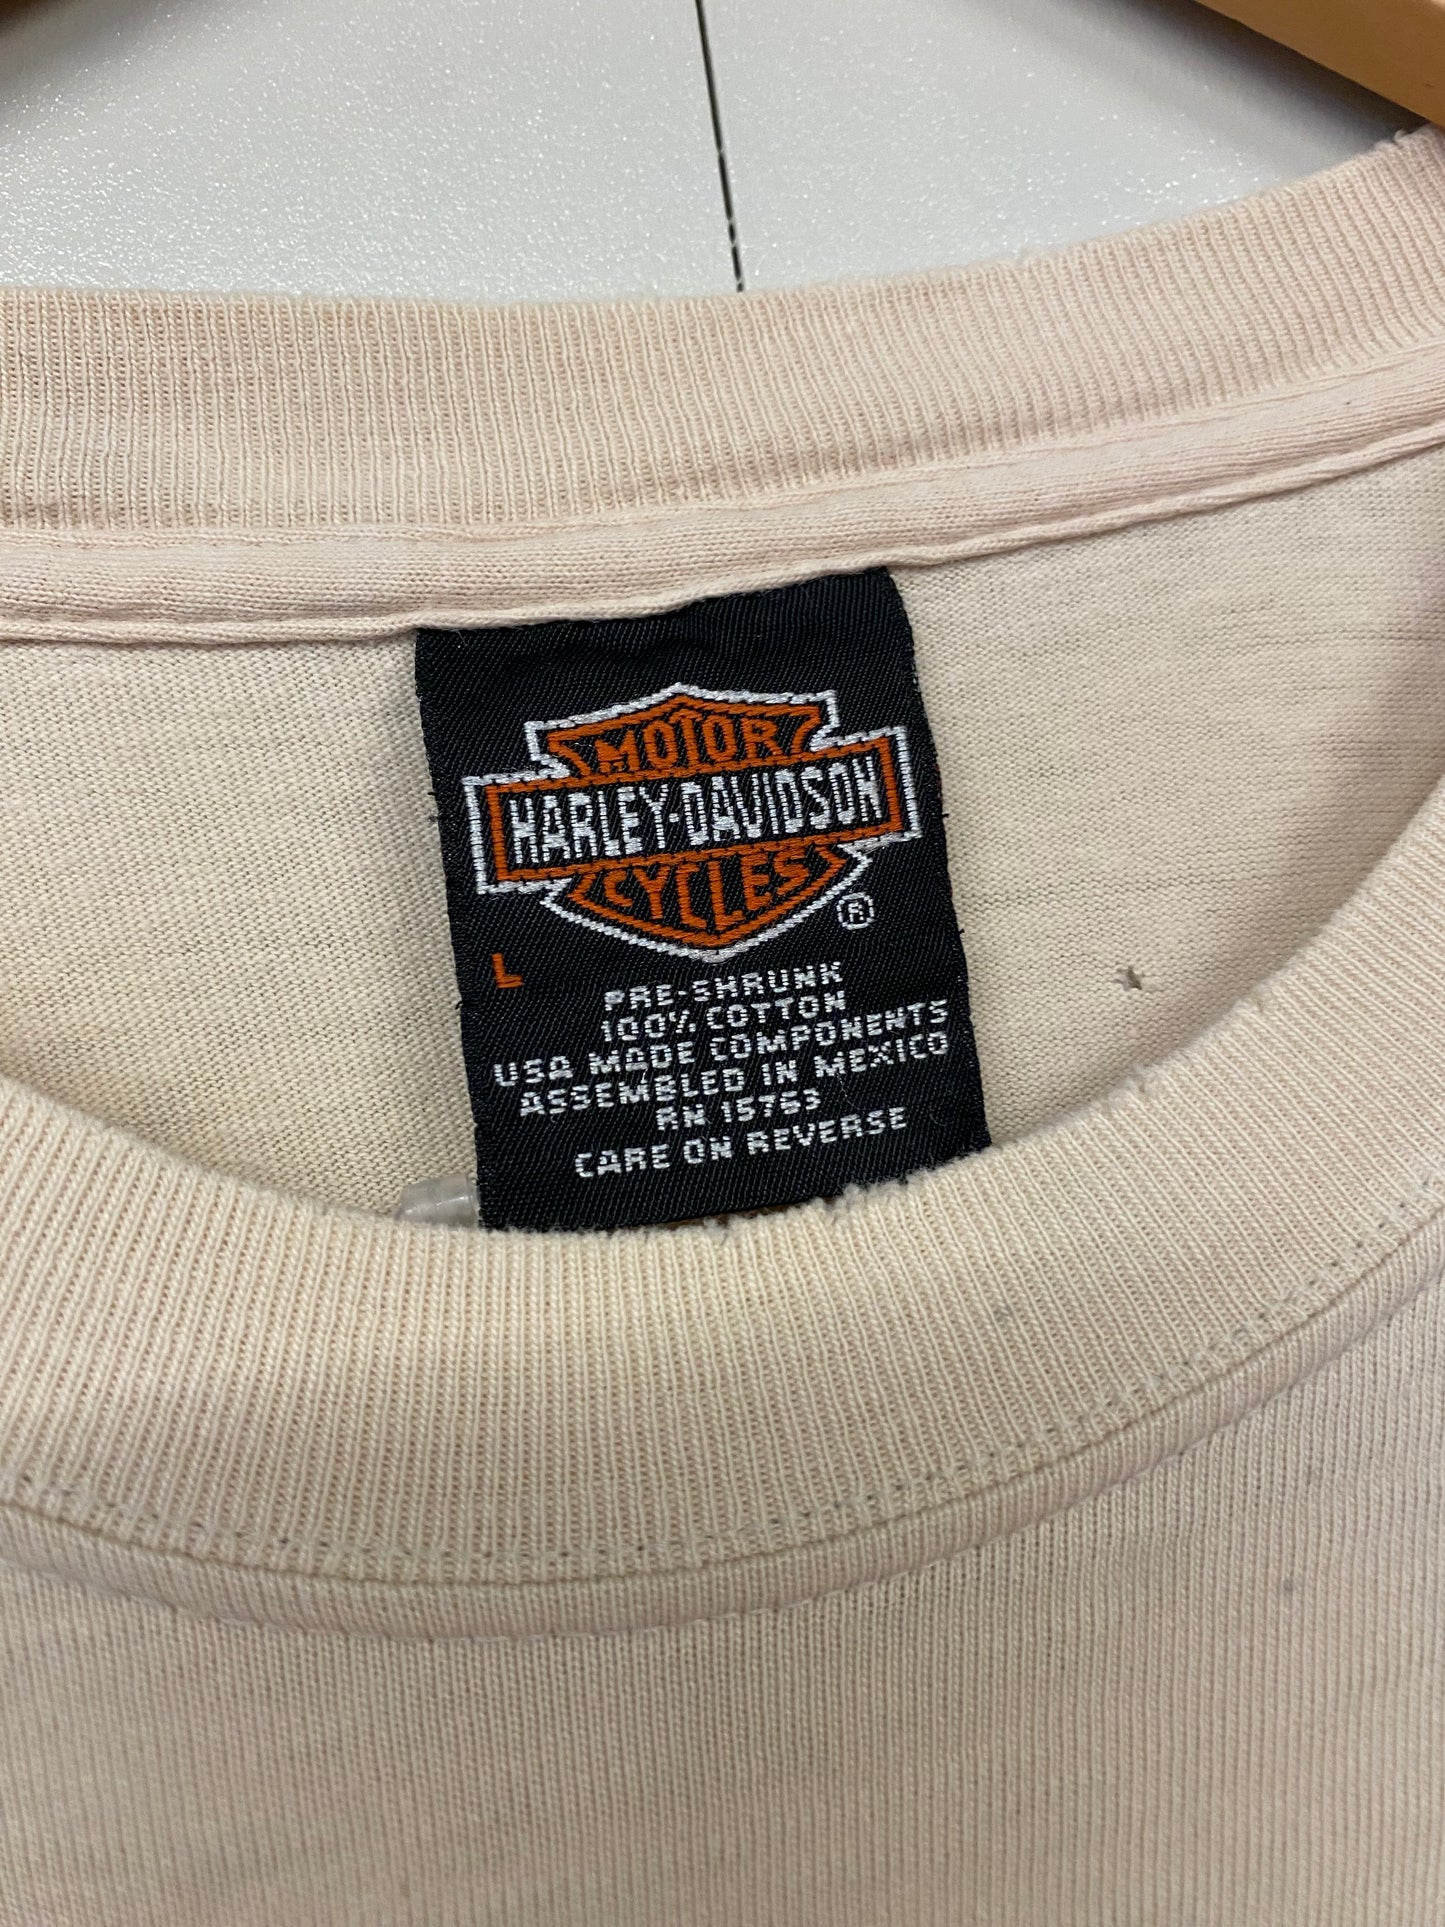 MOTOR
HARLEY-DAVIDSON
CYCLES
®
L
PRE-SHRUNK
100% COTTON
USA MADE COMPONENTS
ASSEMBLED IN MEXICO
RN 15763
CARE ON REVERSE